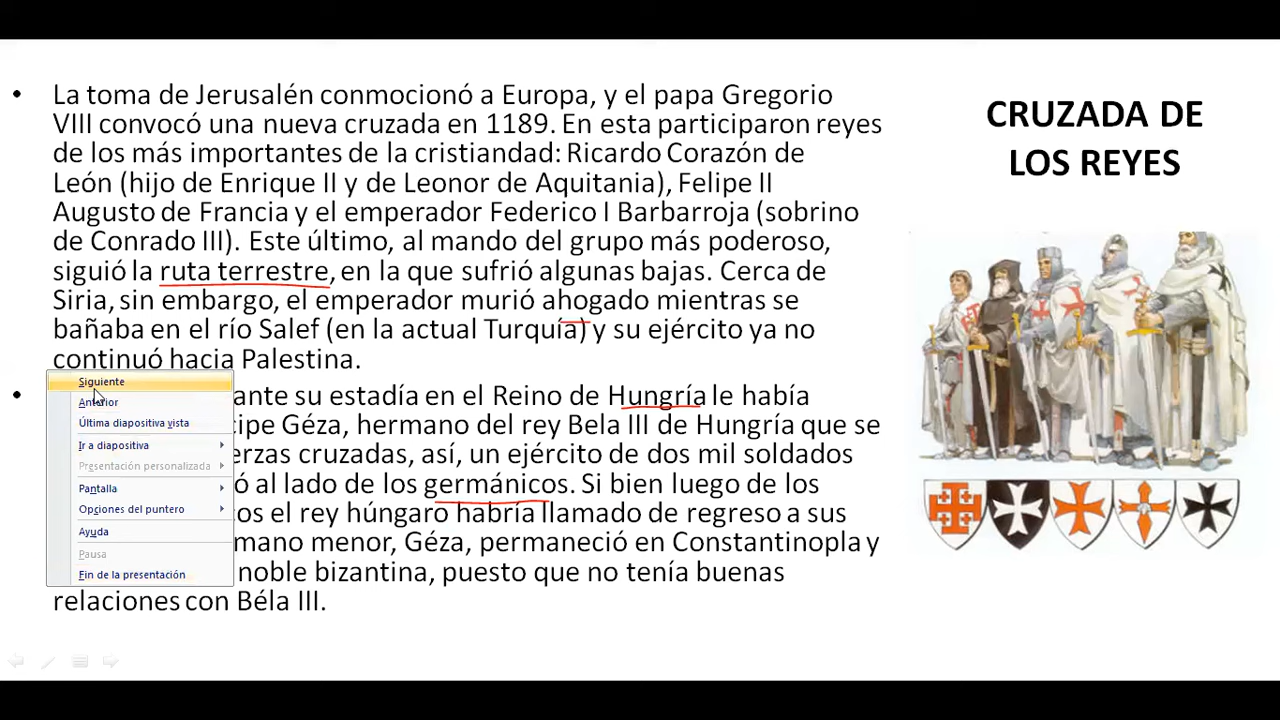 CRUZADA DE
LOS REYES
• La toma de Jerusalén conmocionó a Europa, y el papa Gregorio
VIII convocó una nueva cruzada en 1189. En esta participaron reyes
de los más importantes de la cristiandad: Ricardo Corazón de
León (hijo de Enrique II y de Leonor de Aquitania), Felipe II
Augusto de Francia y el emperador Federico I Barbarroja (sobrino
de Conrado III). Este último, al mando del grupo más poderoso,
siguió la ruta terrestre, en la que sufrió algunas bajas. Cerca de
Siria, sin embargo, el emperador murió ahogado mientras se
bañaba en el río Salef (en la actual Turquía) y su ejército ya no
continuó hacia Palestina.
• ante su estadía en el Reino de Hungría le había
cipe Géza, hermano del rey Bela III de Hungría que se
erzas cruzadas, así, un ejército de dos mil soldados
ó al lado de los germánicos. Si bien luego de los
cos el rey húngaro habría llamado de regreso a sus
mano menor, Géza, permaneció en Constantinopla y
noble bizantina, puesto que no tenía buenas
relaciones con Béla III.
Siguiente
Anterior
Última diapositiva vista
Ir a diapositiva
Presentación personalizada
Pantalla
Opciones del puntero
Ayuda
Pausa
Fin de la presentación